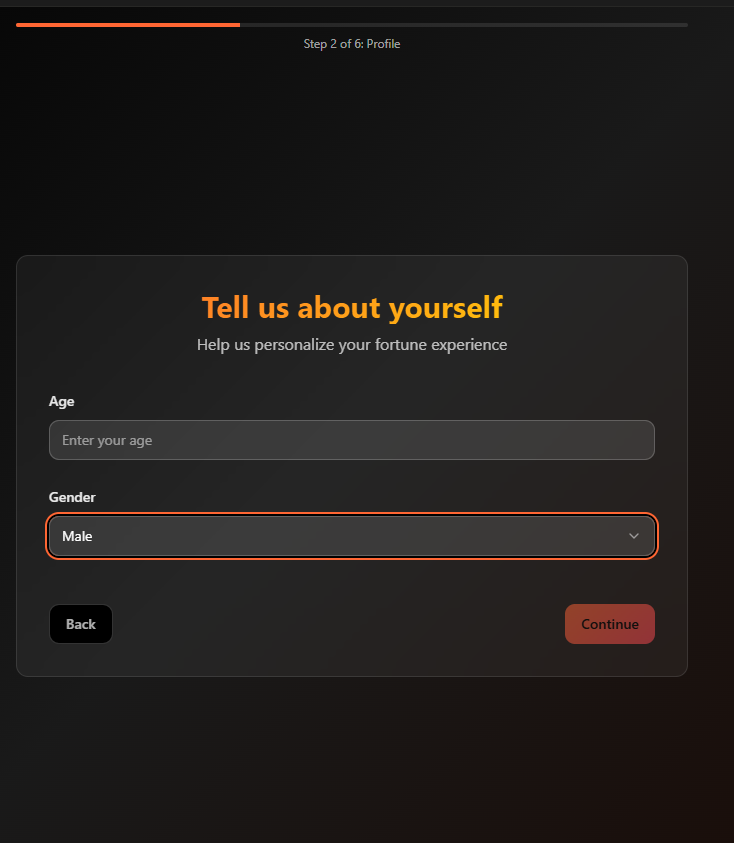 Step 2 of 6: Profile
Tell us about yourself
Help us personalize your fortune experience
Age
Enter your age
Gender
Male
Back
Continue